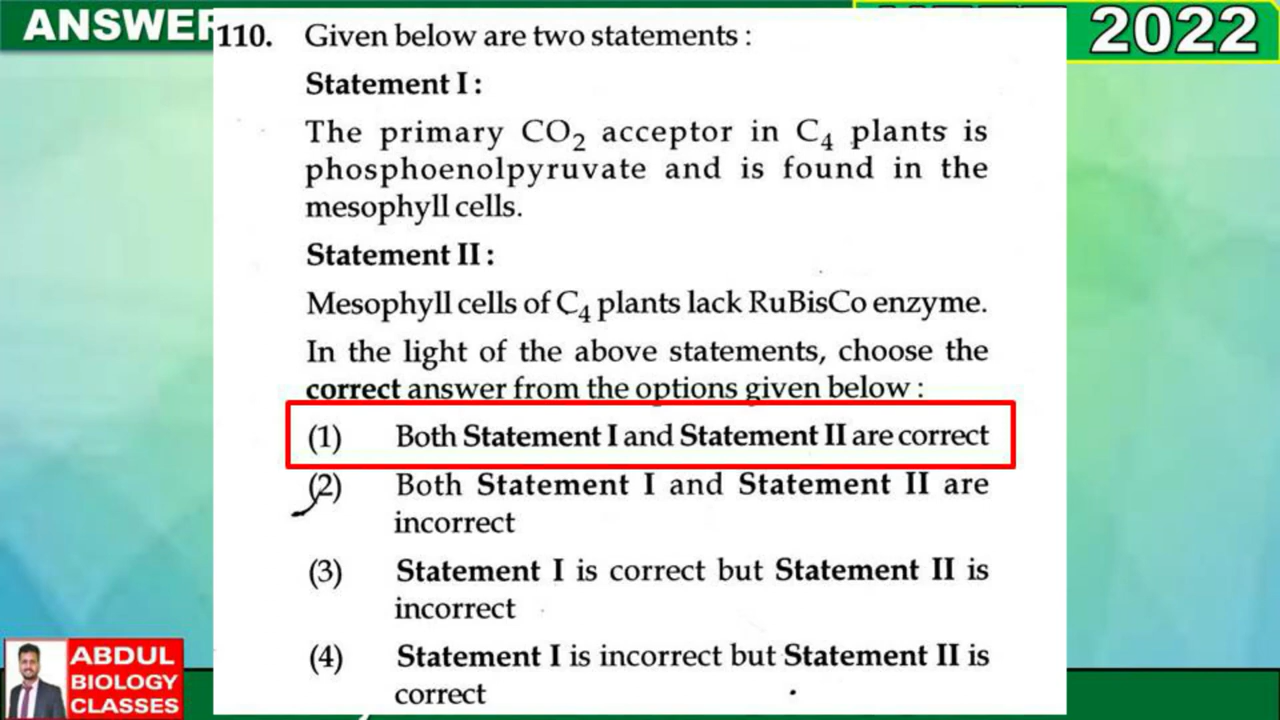 ANSWER
2022
110. Given below are two statements :
Statement I :
The primary CO₂ acceptor in C₄ plants is
phosphoenolpyruvate and is found in the
mesophyll cells.
Statement II :
Mesophyll cells of C₄ plants lack RuBisCo enzyme.
In the light of the above statements, choose the
correct answer from the options given below :
(1) Both Statement I and Statement II are correct
(2) Both Statement I and Statement II are
incorrect
(3) Statement I is correct but Statement II is
incorrect
(4) Statement I is incorrect but Statement II is
correct
ABDUL
BIOLOGY
CLASSES